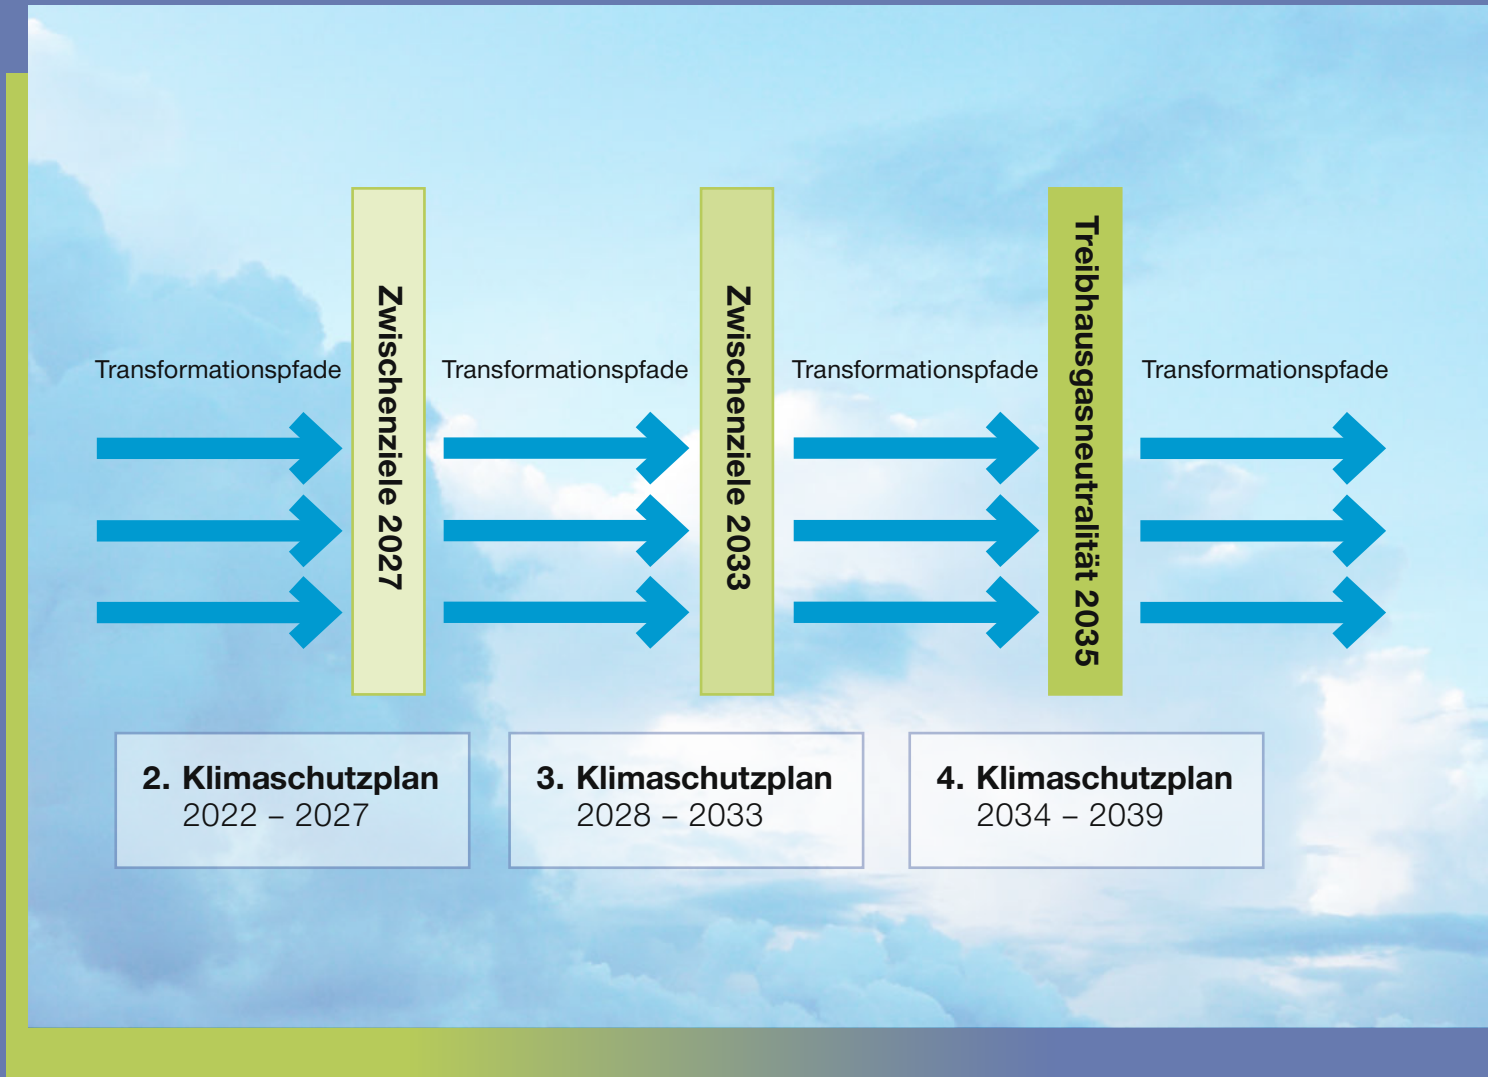 Transformationspfade
Zwischenziele 2027
Transformationspfade
Zwischenziele 2033
Transformationspfade
Treibhausgasneutralität 2035
Transformationspfade
2. Klimaschutzplan
2022 – 2027
3. Klimaschutzplan
2028 – 2033
4. Klimaschutzplan
2034 – 2039